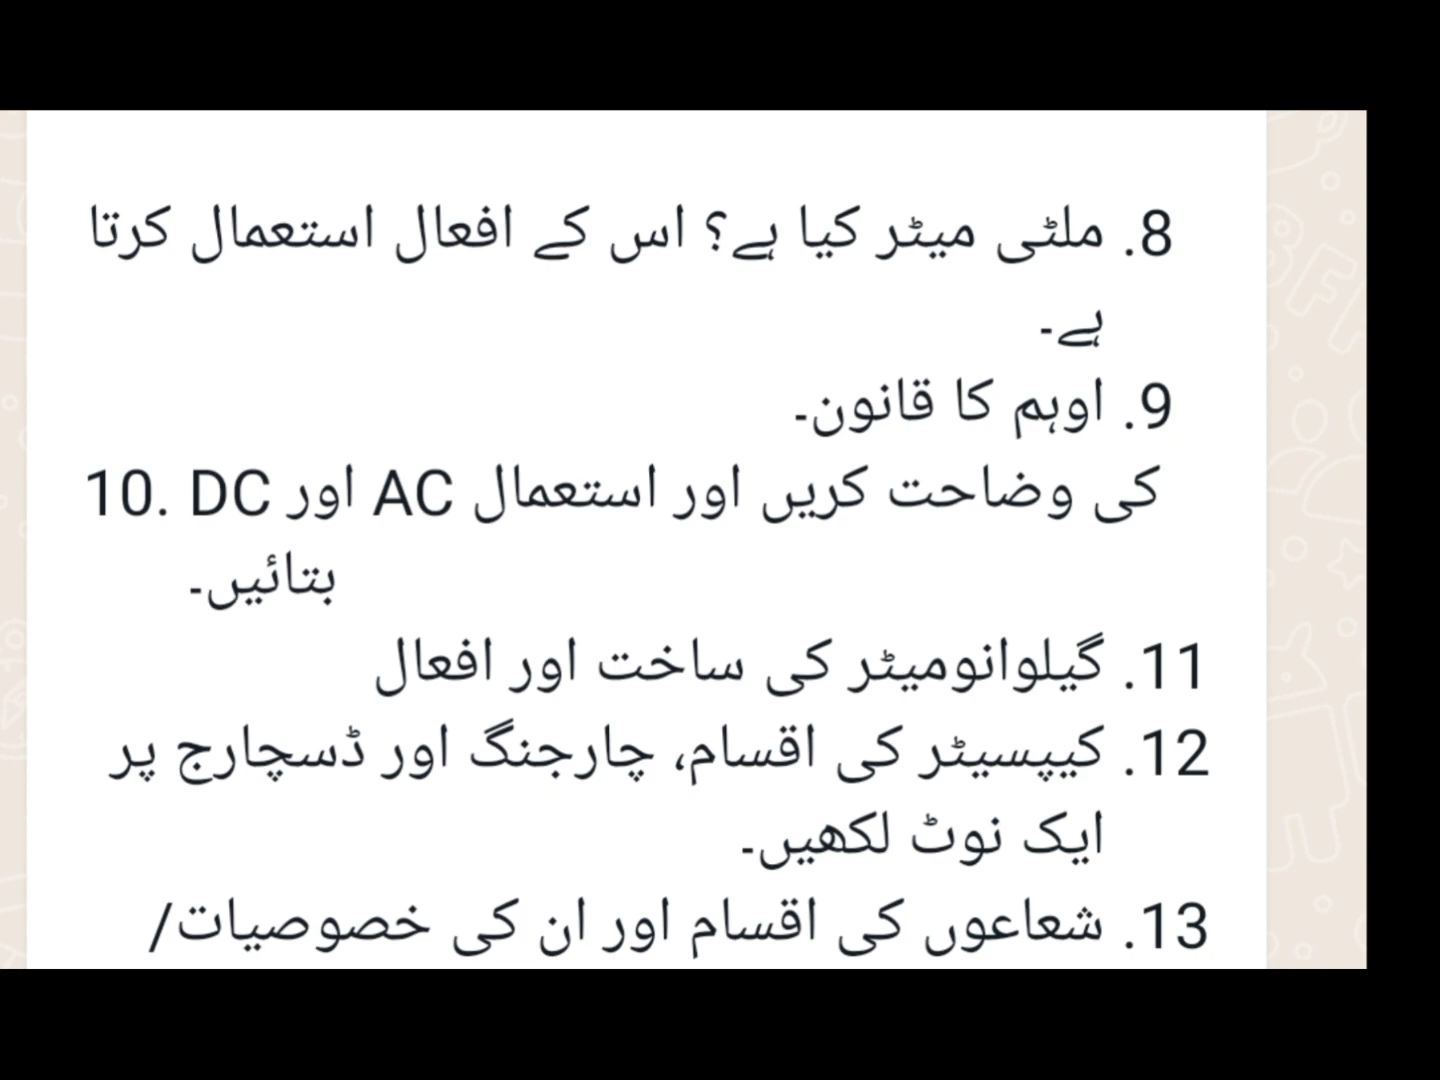 8. ملٹی میٹر کیا ہے؟ اس کے افعال استعمال کرتا
ہے۔
9. اوہم کا قانون۔
10. DC اور AC کی وضاحت کریں اور استعمال
بتائیں۔
11. گیلوانومیٹر کی ساخت اور افعال
12. کیپسیٹر کی اقسام، چارجنگ اور ڈسچارج پر
ایک نوٹ لکھیں۔
13. شعاعوں کی اقسام اور ان کی خصوصیات/